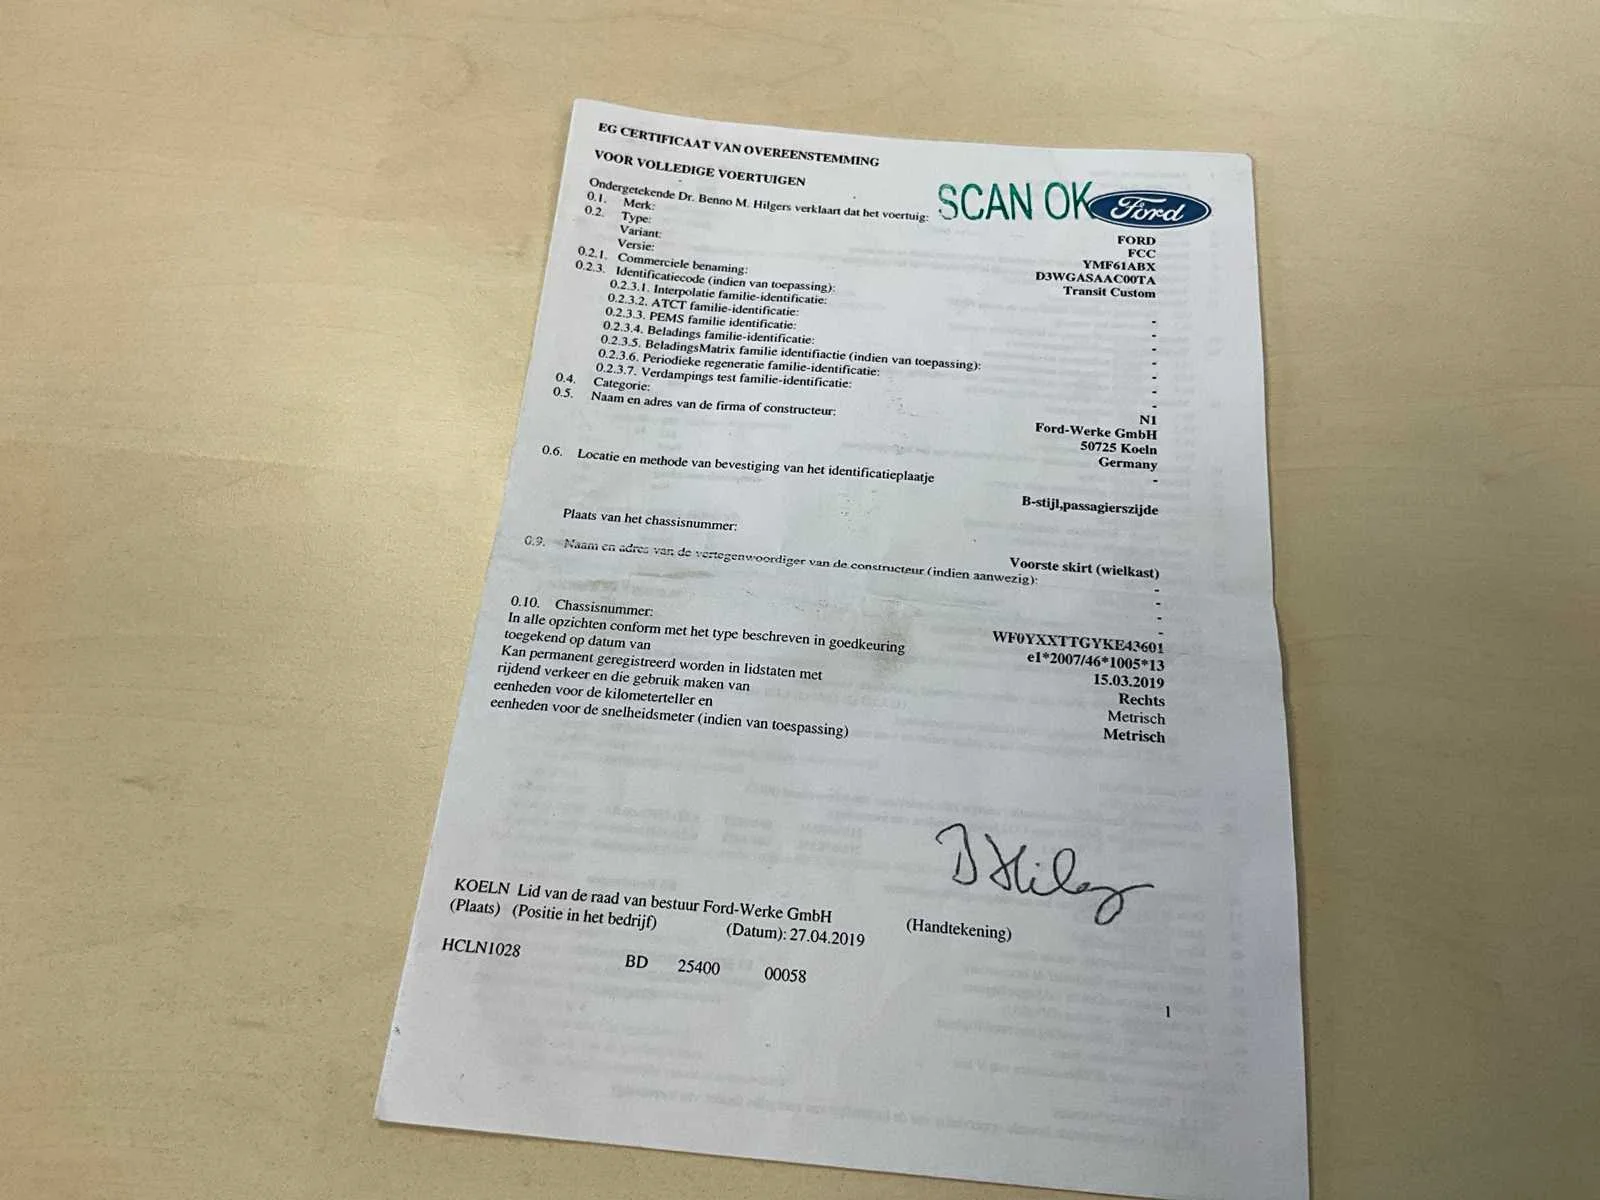 EG CERTIFICAAT VAN OVEREENSTEMMING
VOOR VOLLEDIGE VOERTUIGEN
SCAN OK
Ford
Ondergetekende Dr. Benno M. Hilgers verklaart dat het voertuig:
0.1. Merk: FORD
0.2. Type: FCC
Variant: YMF61ABX
Versie: D3WGASAAC00TA
0.2.1. Commerciele benaming: Transit Custom
0.2.3. Identificatiecode (indien van toepassing):
0.2.3.1. Interpolatie familie-identificatie: -
0.2.3.2. ATCT familie-identificatie: -
0.2.3.3. PEMS familie identificatie: -
0.2.3.4. Beladings familie-identificatie: -
0.2.3.5. BeladingsMatrix familie identifiactie (indien van toepassing): -
0.2.3.6. Periodieke regeneratie familie-identificatie: -
0.2.3.7. Verdampings test familie-identificatie: -
0.4. Categorie: N1
0.5. Naam en adres van de firma of constructeur: Ford-Werke GmbH
50725 Koeln
Germany
-
0.6. Locatie en methode van bevestiging van het identificatieplaatje
B-stijl,passagierszijde
Plaats van het chassisnummer:
Voorste skirt (wielkast)
0.9. Naam en adres van de vertegenwoordiger van de constructeur (indien aanwezig):
-
-
-
-
0.10. Chassisnummer: WF0YXXTTGYKE43601
In alle opzichten conform met het type beschreven in goedkeuring e1*2007/46*1005*13
toegekend op datum van 15.03.2019
Kan permanent geregistreerd worden in lidstaten met
rijdend verkeer en die gebruik maken van Rechts
eenheden voor de kilometerteller en Metrisch
eenheden voor de snelheidsmeter (indien van toespassing) Metrisch
KOELN Lid van de raad van bestuur Ford-Werke GmbH
(Plaats) (Positie in het bedrijf) (Datum): 27.04.2019 (Handtekening)
HCLN1028 BD 25400 00058
1